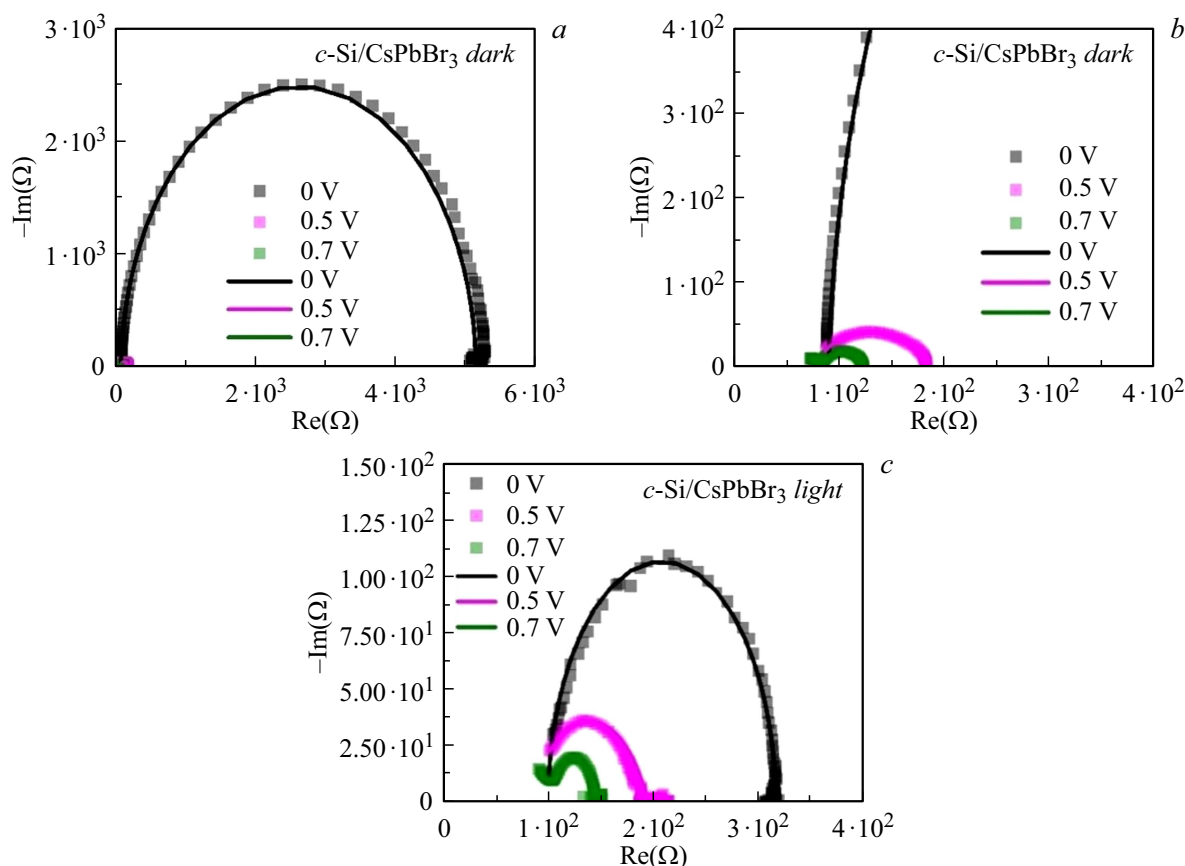 a
c-Si/CsPbBr₃ dark
3·10³
2·10³
1·10³
0
–Im(Ω)
0 V
0.5 V
0.7 V
0 V
0.5 V
0.7 V
0
2·10³
4·10³
6·10³
Re(Ω)
b
c-Si/CsPbBr₃ dark
4·10²
3·10²
2·10²
1·10²
0
–Im(Ω)
0 V
0.5 V
0.7 V
0 V
0.5 V
0.7 V
0
1·10²
2·10²
3·10²
4·10²
Re(Ω)
c
c-Si/CsPbBr₃ light
1.50·10²
1.25·10²
1.00·10²
7.50·10¹
5.00·10¹
2.50·10¹
0
–Im(Ω)
0 V
0.5 V
0.7 V
0 V
0.5 V
0.7 V
0
1·10²
2·10²
3·10²
4·10²
Re(Ω)